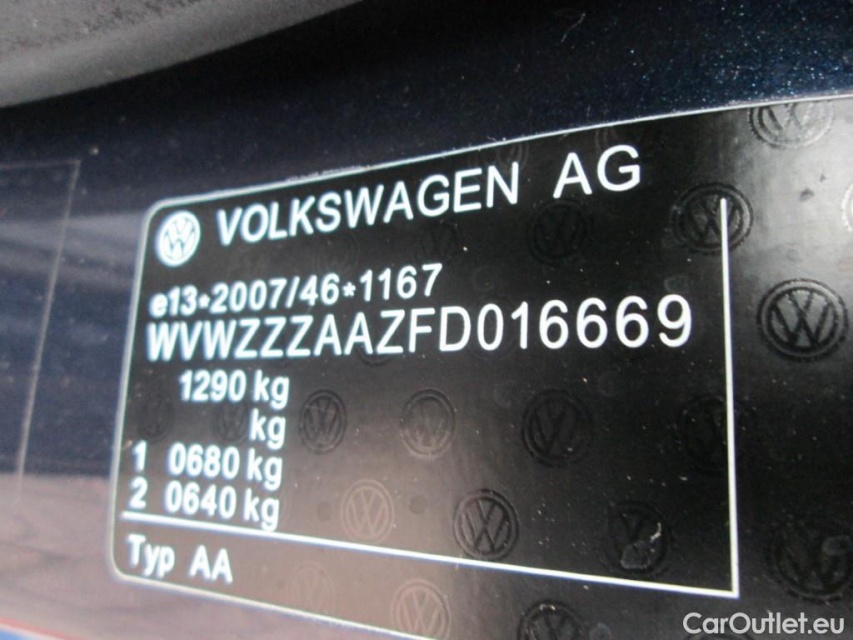 VOLKSWAGEN AG
e13*2007/46*1167
WVWZZZAAZFD016669
1290 kg
kg
1 0680 kg
2 0640 kg
Typ AA
CarOutlet.eu